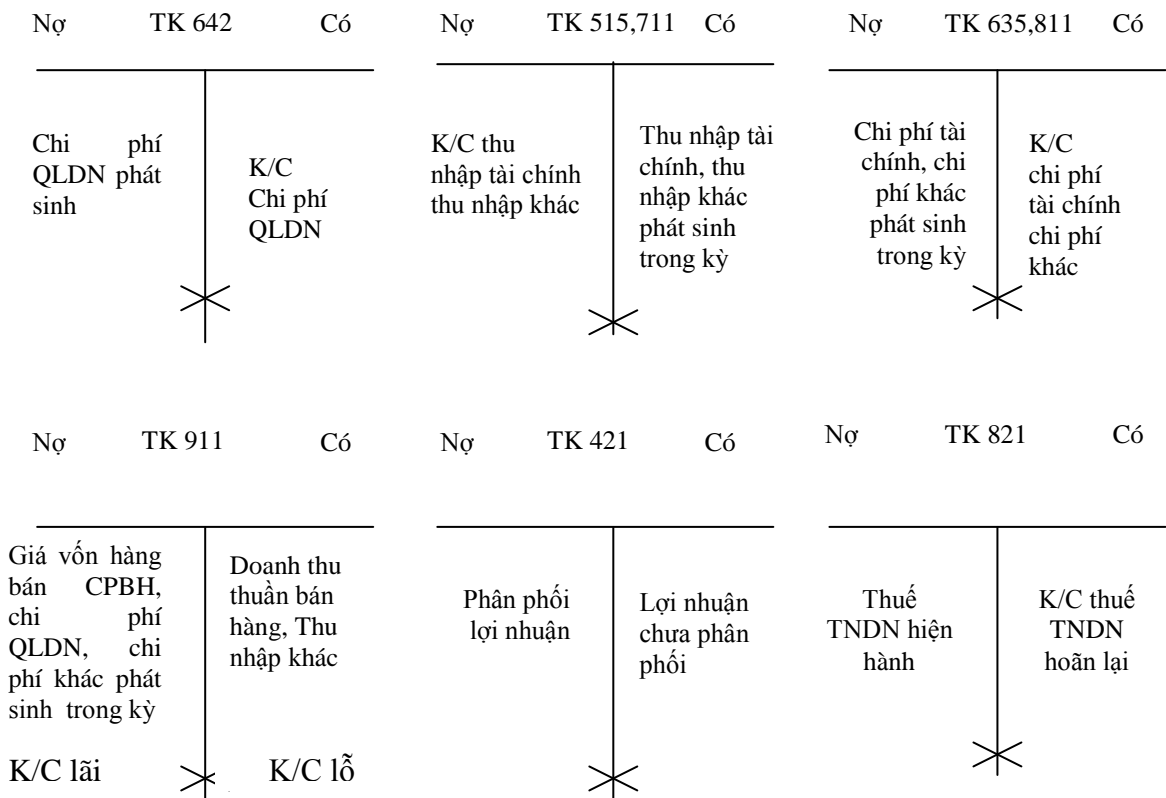 Nợ TK 642 Có
Chi phí
QLDN phát
sinh
K/C
Chi phí
QLDN
Nợ TK 515,711 Có
K/C thu
nhập tài chính
thu nhập khác
Thu nhập tài
chính, thu
nhập khác
phát sinh
trong kỳ
Nợ TK 635,811 Có
Chi phí tài
chính, chi
phí khác
phát sinh
trong kỳ
K/C
chi phí
tài chính
chi phí
khác
Nợ TK 911 Có
Giá vốn hàng
bán CPBH,
chi phí
QLDN, chi
phí khác phát
sinh trong kỳ
K/C lãi
Doanh thu
thuần bán
hàng, Thu
nhập khác
K/C lỗ
Nợ TK 421 Có
Phân phối
lợi nhuận
Lợi nhuận
chưa phân
phối
Nợ TK 821 Có
Thuế
TNDN hiện
hành
K/C thuế
TNDN
hoãn lại